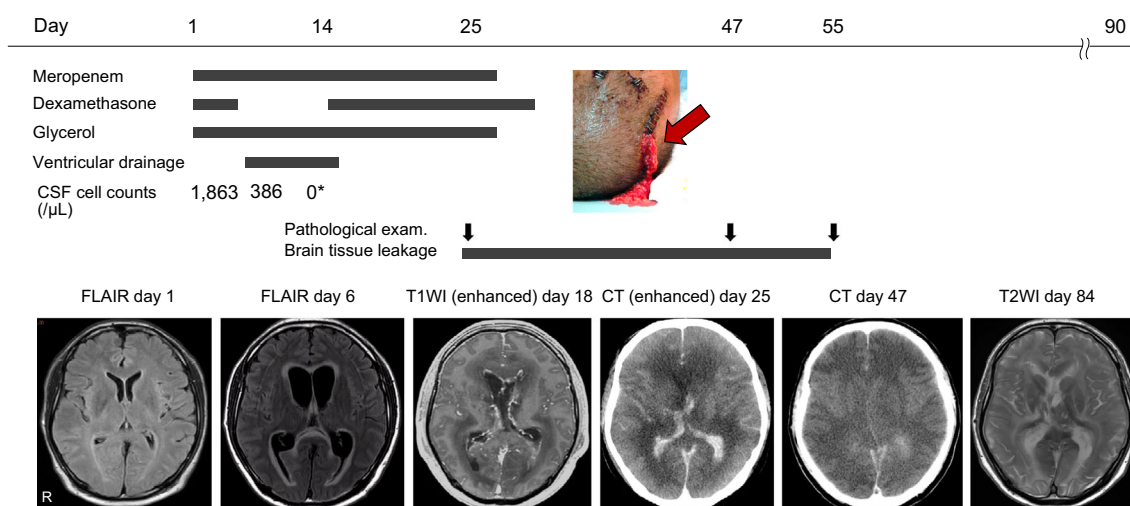 Day 1 14 25 47 55 90
Meropenem
Dexamethasone
Glycerol
Ventricular drainage
CSF cell counts 1,863 386 0*
(/µL)
Pathological exam.
Brain tissue leakage
FLAIR day 1 FLAIR day 6 T1WI (enhanced) day 18 CT (enhanced) day 25 CT day 47 T2WI day 84
R